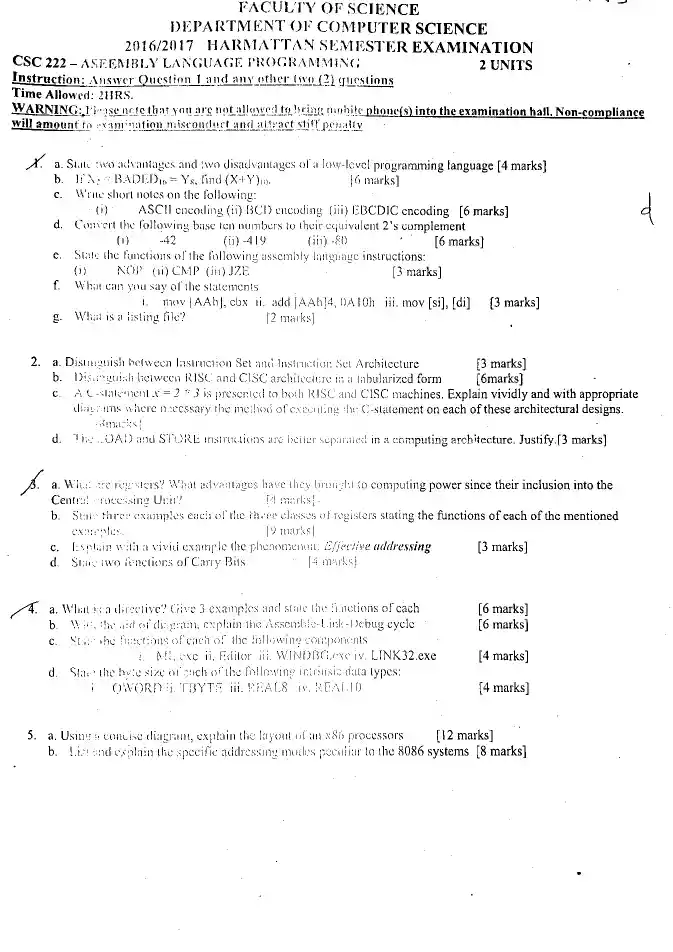 FACULTY OF SCIENCE
DEPARTMENT OF COMPUTER SCIENCE
2016/2017 HARMATTAN SEMESTER EXAMINATION
CSC 222 – ASEEMBLY LANGUAGE PROGRAMMING 2 UNITS
Instruction: Answer Question 1 and any other two (2) questions
Time Allowed: 2HRS.
WARNING: Please note that you are not allowed to bring mobile phone(s) into the examination hall. Non-compliance
will amount to examination misconduct and attract stiff penalty
1. a. State two advantages and two disadvantages of a low-level programming language [4 marks]
b. If X = BADED16 = Y8, find (X+Y)10. [6 marks]
c. Write short notes on the following:
(i) ASCII encoding (ii) BCD encoding (iii) EBCDIC encoding [6 marks]
d. Convert the following base ten numbers to their equivalent 2's complement
(i) -42 (ii) -419 (iii) -80 [6 marks]
e. State the functions of the following assembly language instructions:
(i) NOP (ii) CMP (iii) JZE [3 marks]
f. What can you say of the statements
i. mov [AAh], cbx ii. add [AAh]4, 0A10h iii. mov [si], [di] [3 marks]
g. What is a listing file? [2 marks]
2. a. Distinguish between Instruction Set and Instruction Set Architecture [3 marks]
b. Distinguish between RISC and CISC architecture in a tabularized form [6marks]
c. A C-statement x = 2 * 3 is presented to both RISC and CISC machines. Explain vividly and with appropriate
diagrams where necessary the method of executing the C-statement on each of these architectural designs.
marks]
d. The LOAD and STORE instructions are better separated in a computing architecture. Justify.[3 marks]
3. a. What are registers? What advantages have they brought to computing power since their inclusion into the
Central Processing Unit? [4 marks]
b. State three examples each of the three classes of registers stating the functions of each of the mentioned
examples. [9 marks]
c. Explain with a vivid example the phenomenon: Effective addressing [3 marks]
d. State two functions of Carry Bits [4 marks]
4. a. What is a directive? Give 3 examples and state the functions of each [6 marks]
b. With the aid of diagram, explain the Assemble-Link-Debug cycle [6 marks]
c. State the functions of each of the following components
i. ML.exe ii. Editor iii. WINDBG.exe iv. LINK32.exe [4 marks]
d. State the byte size of each of the following intrinsic data types:
i. QWORD ii. TBYTE iii. REAL8 iv. REAL10 [4 marks]
5. a. Using a concise diagram, explain the layout of an x86 processors [12 marks]
b. List and explain the specific addressing modes peculiar to the 8086 systems [8 marks]